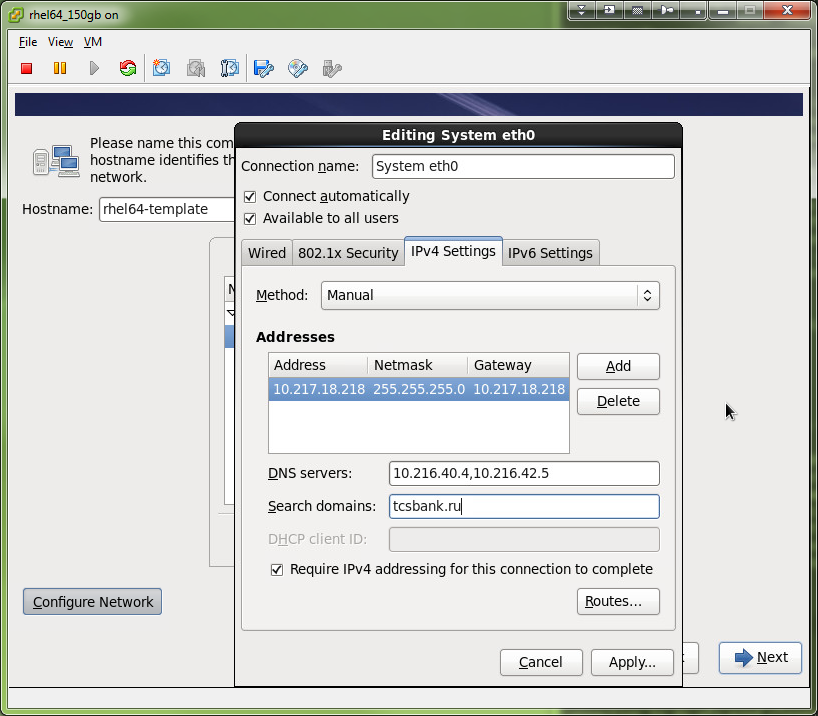 rhel64_150gb on
File View VM
Please name this com
hostname identifies th
network.
Hostname: rhel64-template
Editing System eth0
Connection name: System eth0
Connect automatically
Available to all users
Wired 802.1x Security IPv4 Settings IPv6 Settings
Method: Manual
Addresses
Address Netmask Gateway
10.217.18.218 255.255.255.0 10.217.18.218
Add
Delete
DNS servers: 10.216.40.4,10.216.42.5
Search domains: tcsbank.ru
DHCP client ID:
Require IPv4 addressing for this connection to complete
Routes...
Configure Network
Cancel Apply... Next